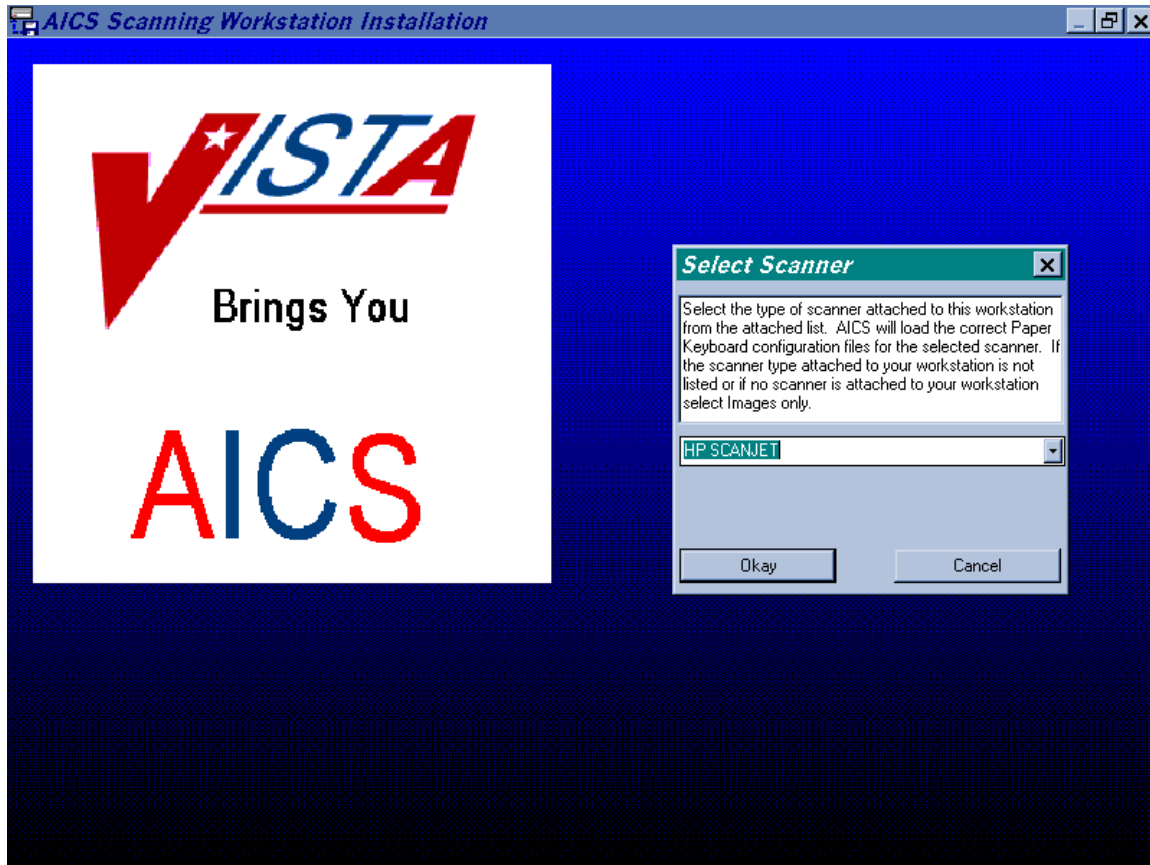 AICS Scanning Workstation Installation
VISTA
Brings You
AICS
Select Scanner
Select the type of scanner attached to this workstation
from the attached list.  AICS will load the correct Paper
Keyboard configuration files for the selected scanner.  If
the scanner type attached to your workstation is not
listed or if no scanner is attached to your workstation
select Images only.
HP SCANJET
Okay
Cancel